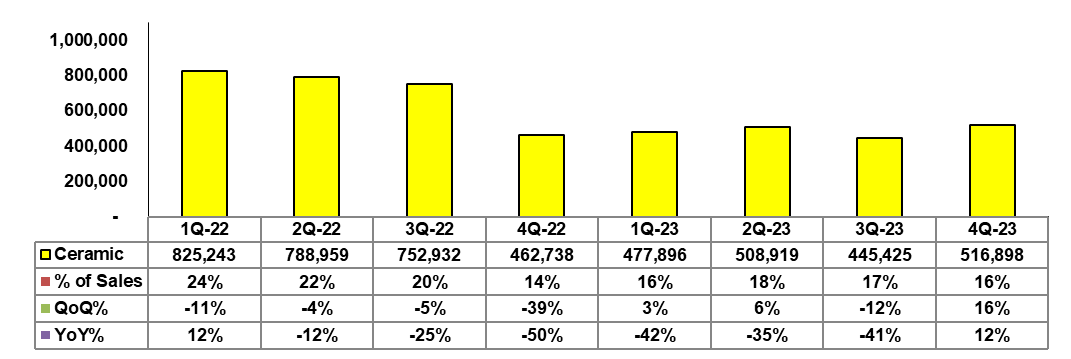 1,000,000
800,000
600,000
400,000
200,000
-
1Q-22 2Q-22 3Q-22 4Q-22 1Q-23 2Q-23 3Q-23 4Q-23
Ceramic 825,243 788,959 752,932 462,738 477,896 508,919 445,425 516,898
% of Sales 24% 22% 20% 14% 16% 18% 17% 16%
QoQ% -11% -4% -5% -39% 3% 6% -12% 16%
YoY% 12% -12% -25% -50% -42% -35% -41% 12%